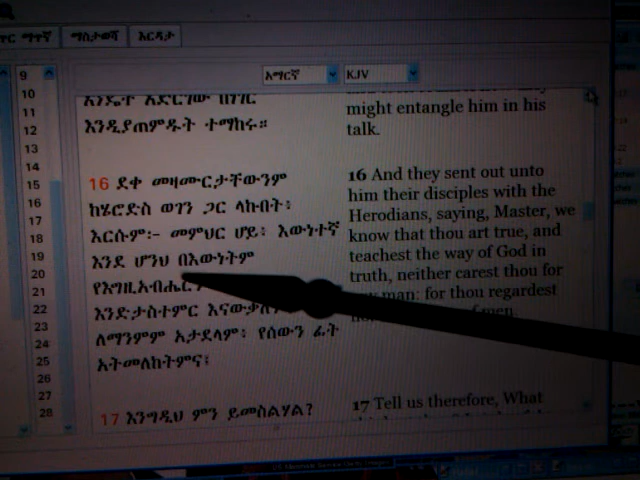 ማስታወሻ እርዳታ
አማርኛ KJV
9
10
11
12
13
14
15
16
17
18
19
20
21
22
23
24
25
26
27
28
እንዲያጠምዱት ተማከሩ።
16 ደቀ መዛሙርታቸውንም
ከሄሮድስ ወገን ጋር ላኩበት፥
እርሱም፦ መምህር ሆይ፥ እውነተኛ
እንደ ሆንህ በእውነትም
የእግዚአብሔርን
እንድታስተምር እናውቃለን
ለማንምም አታደላም፥ የሰውን ፊት
አትመለከትምና፥
17 እንግዲህ ምን ይመስልሃል?
might entangle him in his
talk.
16 And they sent out unto
him their disciples with the
Herodians, saying, Master, we
know that thou art true, and
teachest the way of God in
truth, neither carest thou for
man: for thou regardest
men.
17 Tell us therefore, What